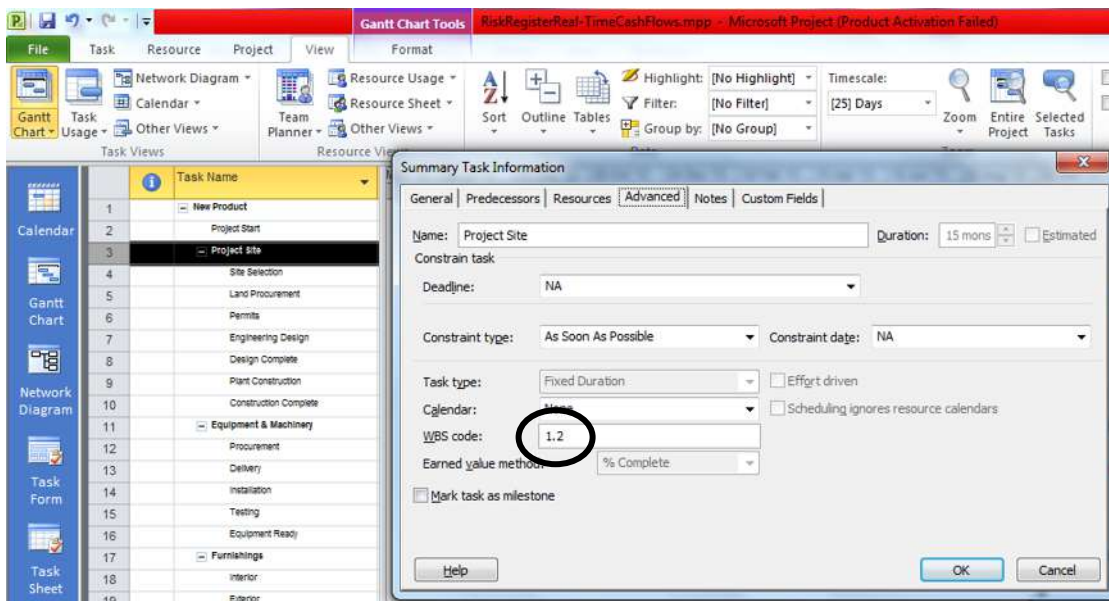 Gantt Chart Tools
RiskRegisterReal-TimeCashFlows.mpp - Microsoft Project (Product Activation Failed)
File Task Resource Project View Format
Gantt Chart
Task Usage
Network Diagram
Calendar
Other Views
Task Views
Team Planner
Resource Usage
Resource Sheet
Other Views
Resource
Sort
Outline
Tables
Highlight: [No Highlight]
Filter: [No Filter]
Group by: [No Group]
Timescale:
[25] Days
Zoom
Entire Project
Selected Tasks
Calendar
Gantt Chart
Network Diagram
Task Form
Task Sheet
Task Name
1 New Product
2 Project Start
3 Project Site
4 Site Selection
5 Land Procurement
6 Permits
7 Engineering Design
8 Design Complete
9 Plant Construction
10 Construction Complete
11 Equipment & Machinery
12 Procurement
13 Delivery
14 Installation
15 Testing
16 Equipment Ready
17 Furnishings
18 Interior
19 Exterior
Summary Task Information
General Predecessors Resources Advanced Notes Custom Fields
Name: Project Site Duration: 15 mons Estimated
Constrain task
Deadline: NA
Constraint type: As Soon As Possible Constraint date: NA
Task type: Fixed Duration Effort driven
Calendar: None Scheduling ignores resource calendars
WBS code: 1.2
Earned value method: % Complete
Mark task as milestone
Help OK Cancel